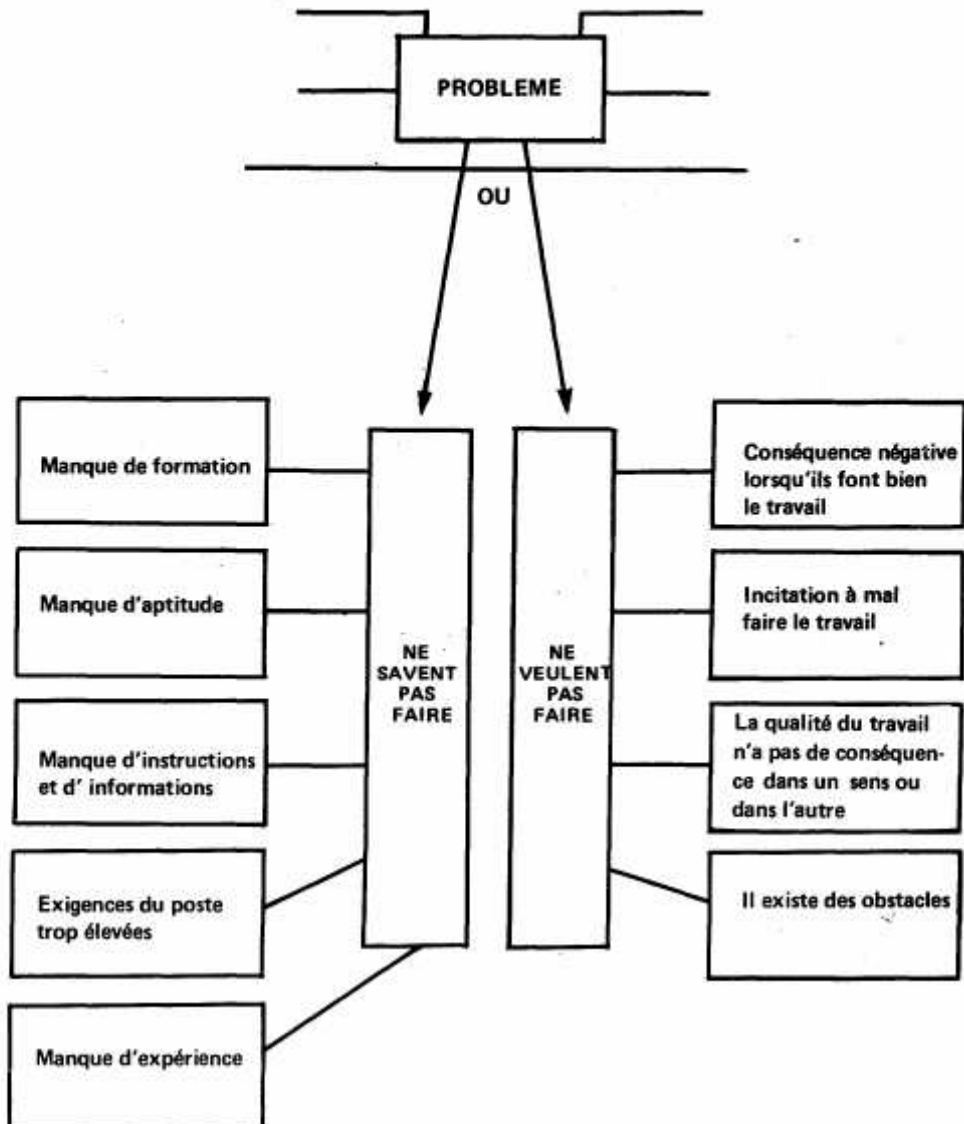 PROBLEME
OU
Manque de formation
Manque d'aptitude
Manque d'instructions
et d' informations
Exigences du poste
trop élevées
Manque d'expérience
NE
SAVENT
PAS
FAIRE
NE
VEULENT
PAS
FAIRE
Conséquence négative
lorsqu'ils font bien
le travail
Incitation à mal
faire le travail
La qualité du travail
n'a pas de conséquen-
ce dans un sens ou
dans l'autre
Il existe des obstacles